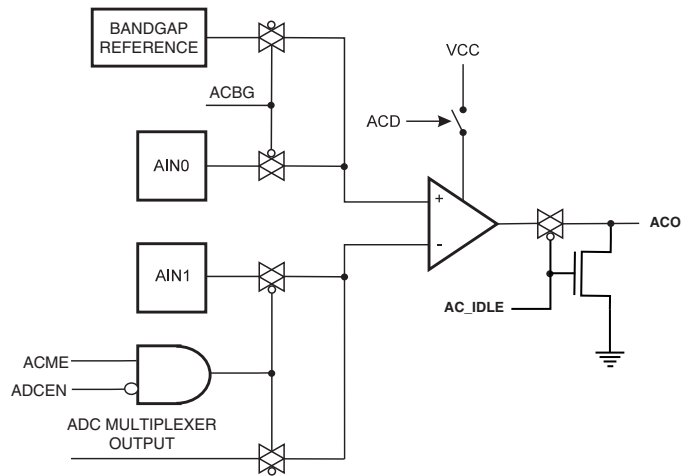 BANDGAP
REFERENCE
VCC
ACBG
ACD
AIN0
+
-
ACO
AIN1
AC_IDLE
ACME
ADCEN
ADC MULTIPLEXER
OUTPUT